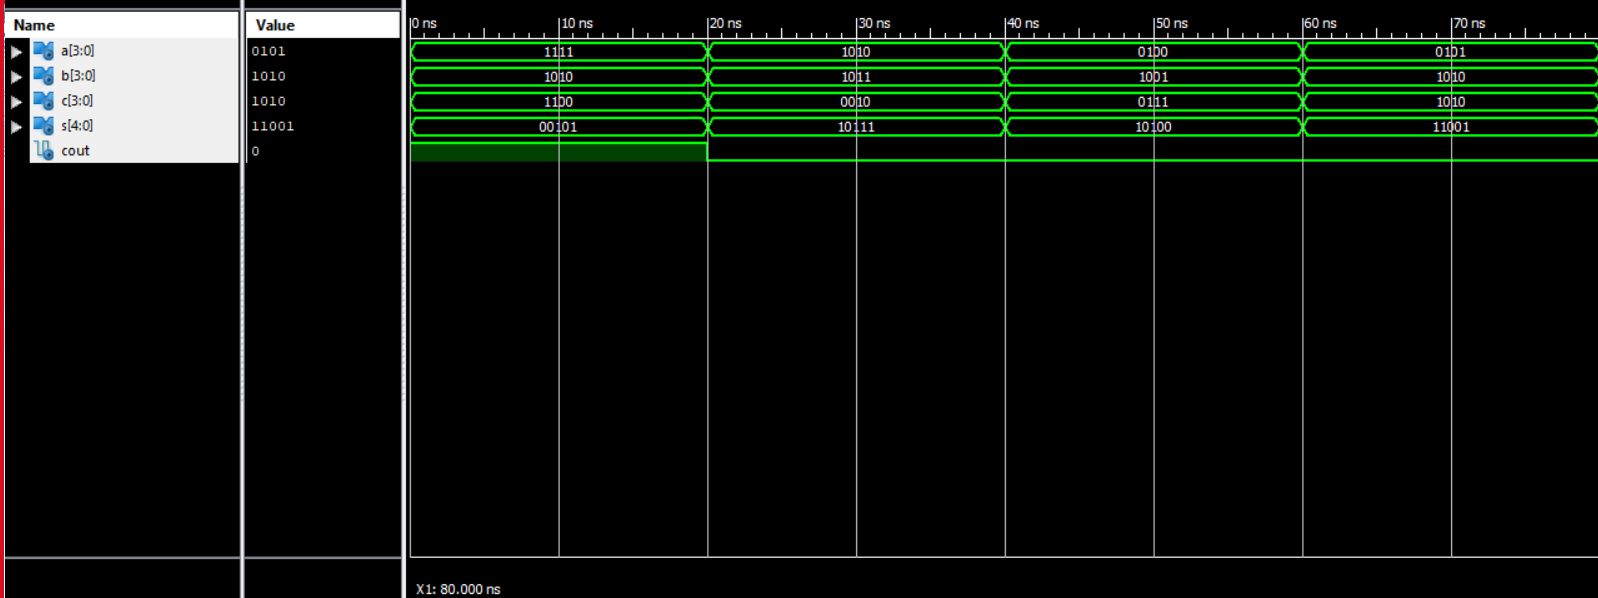 Name Value 0 ns 10 ns 20 ns 30 ns 40 ns 50 ns 60 ns 70 ns
a[3:0] 0101 1111 1010 0100 0101
b[3:0] 1010 1010 1011 1001 1010
c[3:0] 1010 1100 0010 0111 1010
s[4:0] 11001 00101 10111 10100 11001
cout 0
X1: 80.000 ns